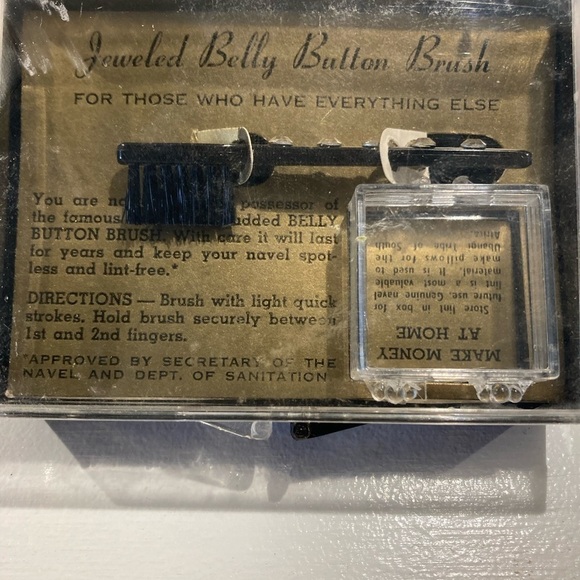 Jeweled Belly Button Brush
FOR THOSE WHO HAVE EVERYTHING ELSE
You are possessor of
the famous BELLY
BUTTON BRUSH. With care it will last
for years and keep your navel spot-
less and lint-free.*
DIRECTIONS — Brush with light quick
strokes. Hold brush securely between
1st and 2nd fingers.
*APPROVED BY SECRETARY OF THE
NAVEL AND DEPT. OF SANITATION
MAKE MONEY
AT HOME
Store lint in box for
future use. Genuine navel
lint is a most valuable
material. It is used to
make pillows for the
Ubangi Tribe of South
Africa.